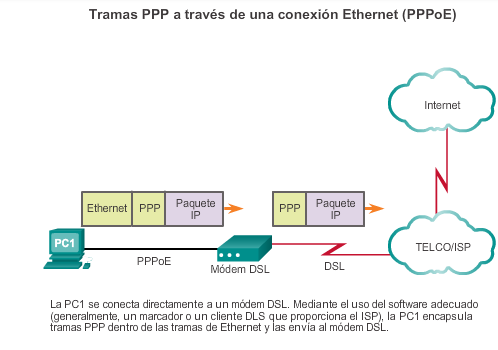 Tramas PPP a través de una conexión Ethernet (PPPoE)
Internet
Ethernet PPP Paquete IP
PPP Paquete IP
PC1
PPPoE
Módem DSL
DSL
TELCO/ISP
La PC1 se conecta directamente a un módem DSL. Mediante el uso del software adecuado
(generalmente, un marcador o un cliente DLS que proporciona el ISP), la PC1 encapsula
tramas PPP dentro de las tramas de Ethernet y las envía al módem DSL.